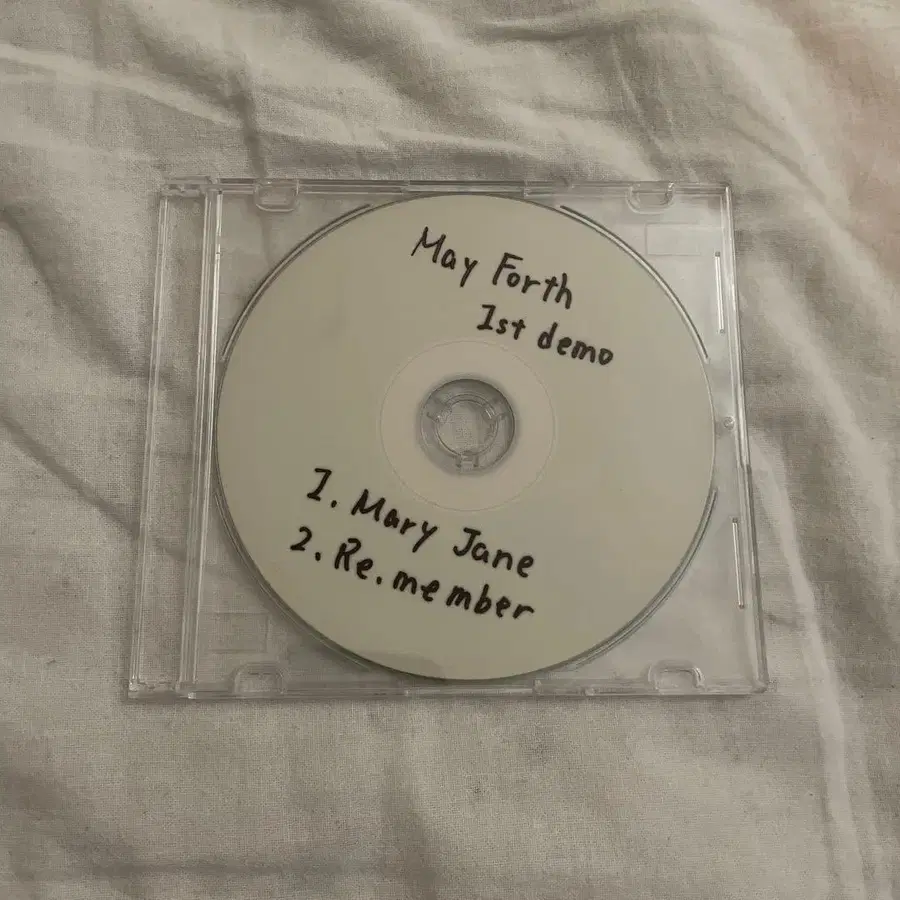 May Forth
1st demo
1. Mary Jane
2. Re.member